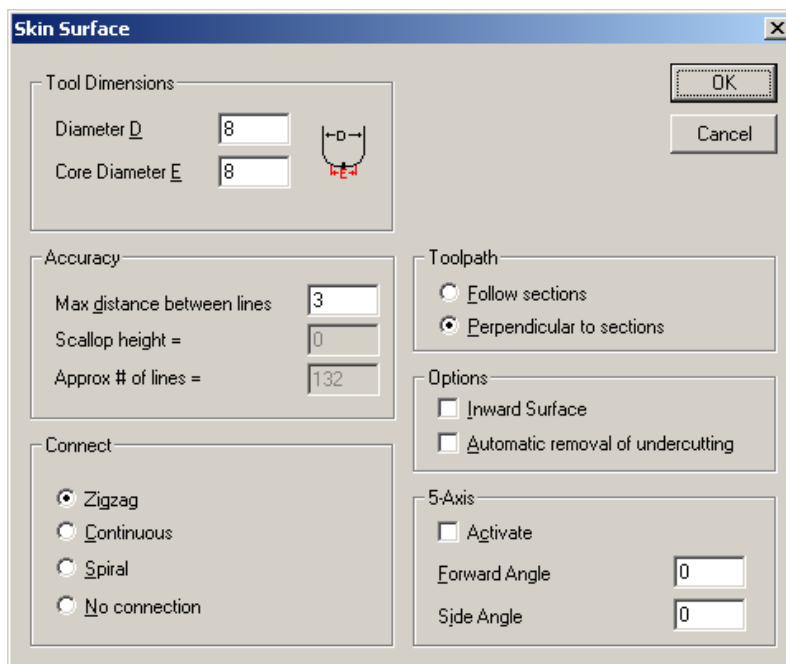 Skin Surface
Tool Dimensions
Diameter D 8
Core Diameter E 8
D
E
OK
Cancel
Accuracy
Max distance between lines 3
Scallop height = 0
Approx # of lines = 132
Toolpath
Follow sections
Perpendicular to sections
Options
Inward Surface
Automatic removal of undercutting
Connect
Zigzag
Continuous
Spiral
No connection
5-Axis
Activate
Forward Angle 0
Side Angle 0